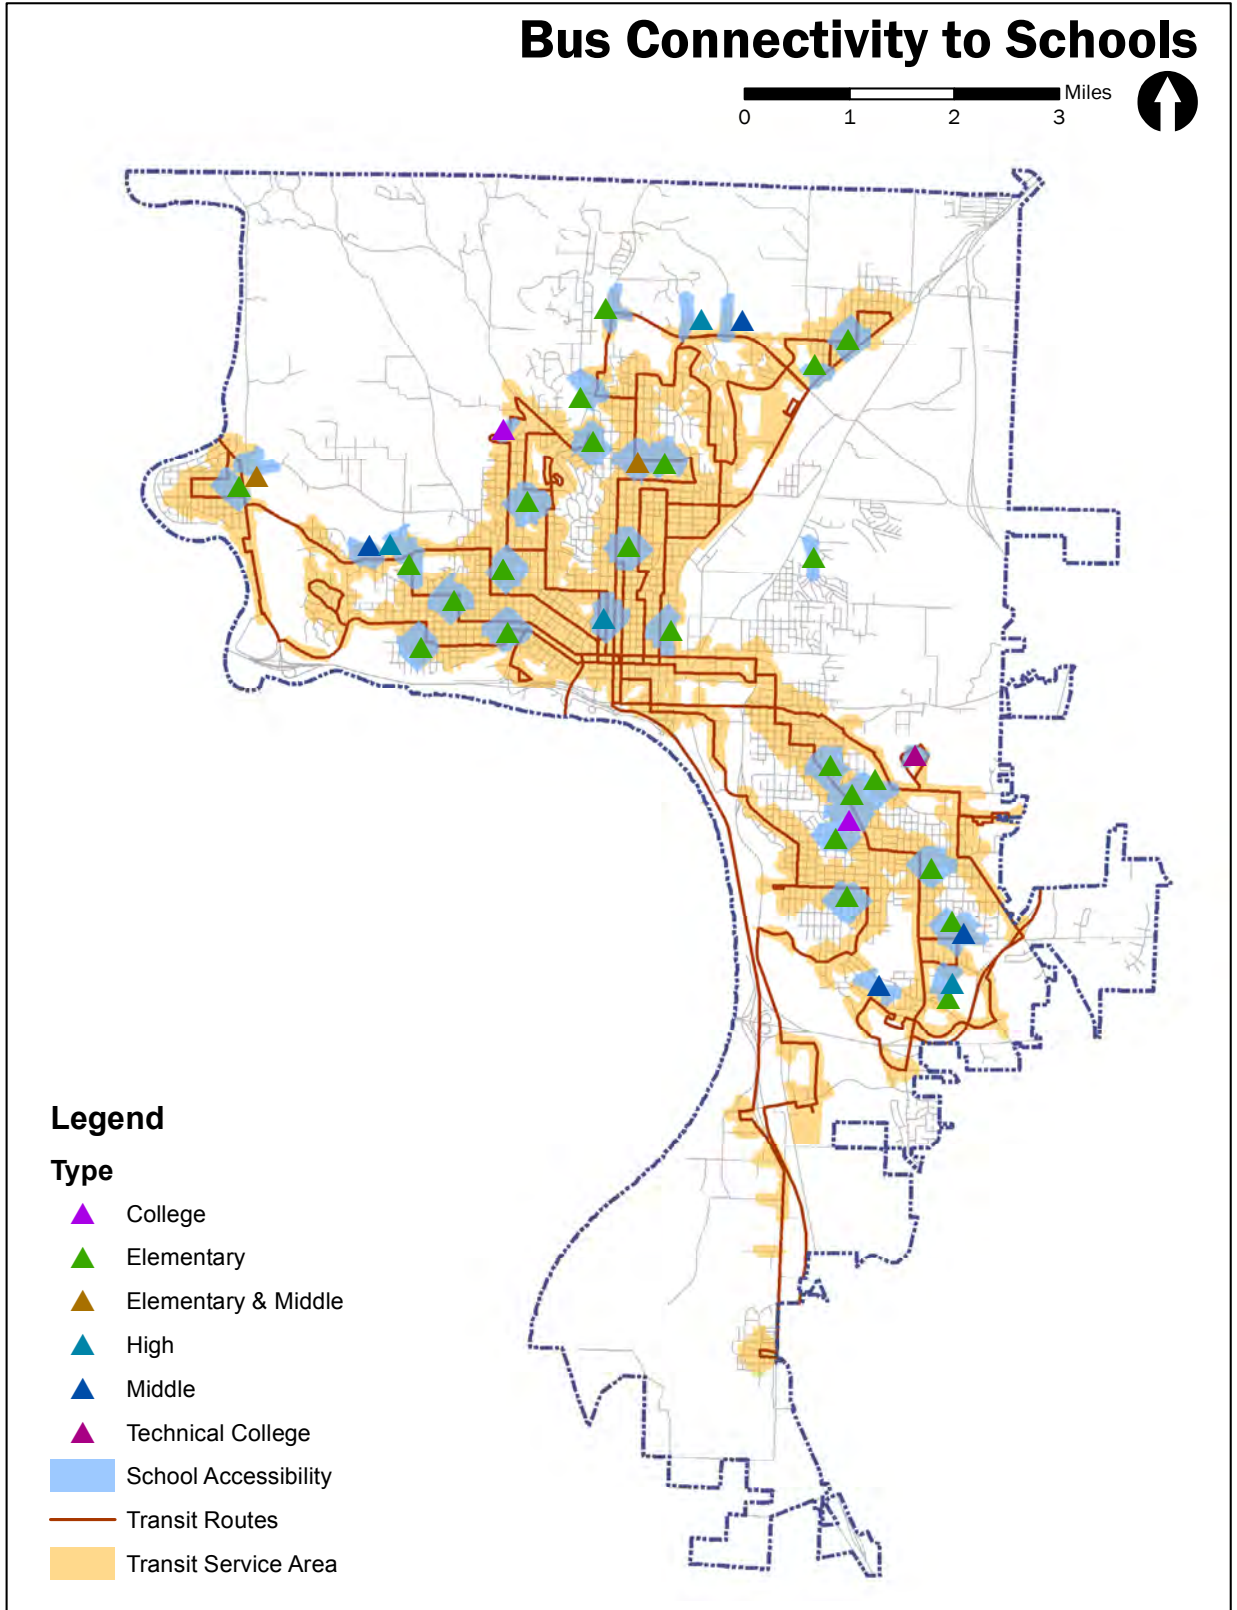 Bus Connectivity to Schools
Miles
0 1 2 3
Legend
Type
College
Elementary
Elementary & Middle
High
Middle
Technical College
School Accessibility
Transit Routes
Transit Service Area